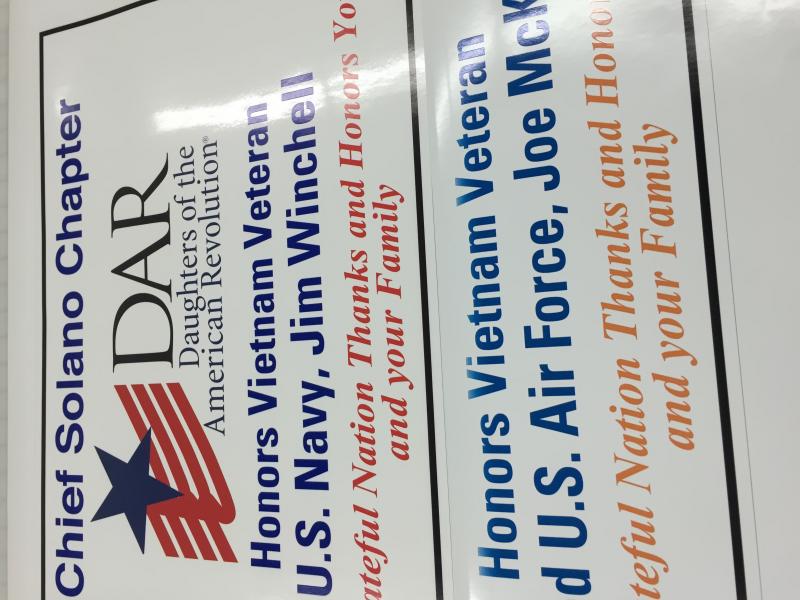 Chief Solano Chapter
DAR
Daughters of the
American Revolution®
Honors Vietnam Veteran
U.S. Navy, Jim Winchell
Nation Thanks and Honors
and your Family
Honors Vietnam Veteran
U.S. Air Force, Joe
Nation Thanks and
and your Family